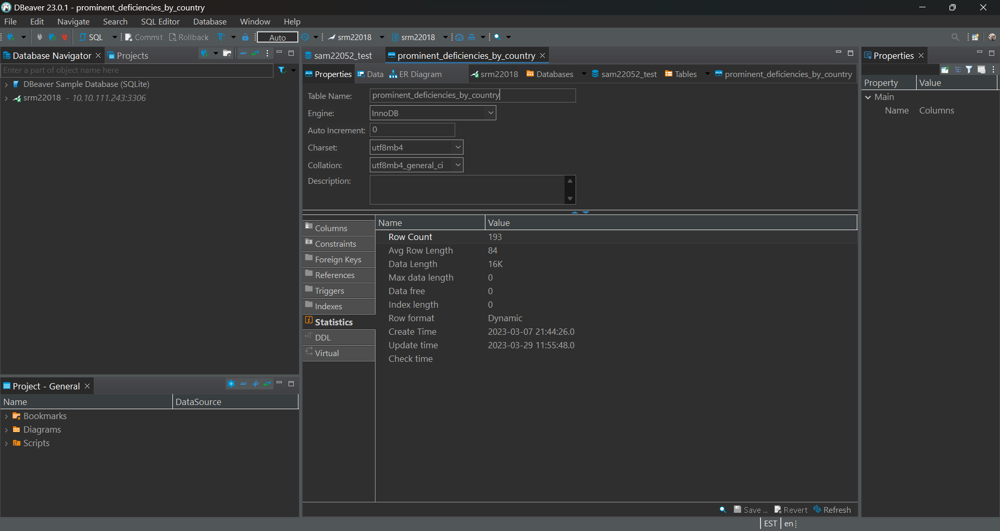 DBeaver 23.0.1 - prominent_deficiencies_by_country
File Edit Navigate Search SQL Editor Database Window Help
SQL Commit Rollback Auto srm22018 srm22018
Database Navigator Projects
Enter a part of object name here
DBeaver Sample Database (SQLite)
srm22018 - 10.10.111.243:3306
Project - General
Name DataSource
Bookmarks
Diagrams
Scripts
sam22052_test prominent_deficiencies_by_country
Properties Data ER Diagram srm22018 Databases sam22052_test Tables prominent_deficiencies_by_country
Table Name: prominent_deficiencies_by_country
Engine: InnoDB
Auto Increment: 0
Charset: utf8mb4
Collation: utf8mb4_general_ci
Description:
Columns
Constraints
Foreign Keys
References
Triggers
Indexes
Statistics
DDL
Virtual
Name Value
Row Count 193
Avg Row Length 84
Data Length 16K
Max data length 0
Data free 0
Index length 0
Row format Dynamic
Create Time 2023-03-07 21:44:26.0
Update time 2023-03-29 11:55:48.0
Check time
Save ... Revert Refresh
Properties
Property Value
Main
Name Columns
EST en